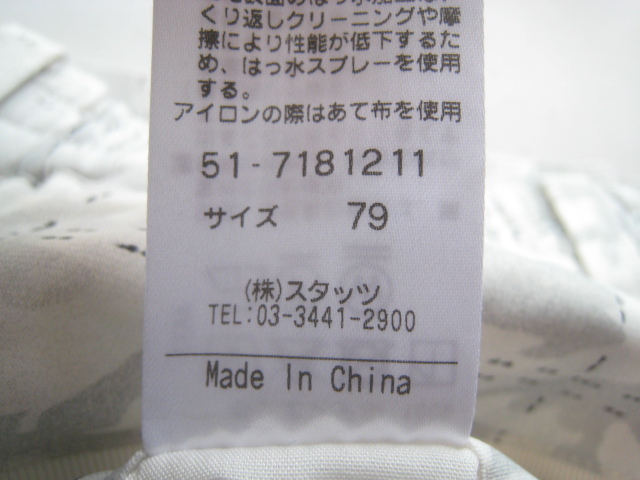 くり返しクリーニングや摩
擦により性能が低下するた
め、はっ水スプレーを使用
する。
アイロンの際はあて布を使用
51-7181211
サイズ 79
(株)スタッツ
TEL:03-3441-2900
Made In China